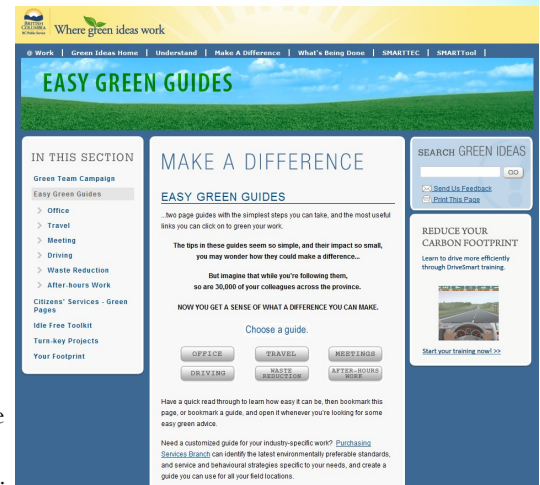 BRITISH
COLUMBIA
BC Public Service
Where green ideas work
@ Work | Green Ideas Home | Understand | Make A Difference | What's Being Done | SMARTTEC | SMARTTool |
EASY GREEN GUIDES
IN THIS SECTION
Green Team Campaign
Easy Green Guides
> Office
> Travel
> Meeting
> Driving
> Waste Reduction
> After-hours Work
Citizens' Services - Green
Pages
Idle Free Toolkit
Turn-key Projects
Your Footprint
MAKE A DIFFERENCE
EASY GREEN GUIDES
...two page guides with the simplest steps you can take, and the most useful
links you can click on to green your work.
The tips in these guides seem so simple, and their impact so small,
you may wonder how they could make a difference...
But imagine that while you're following them,
so are 30,000 of your colleagues across the province.
NOW YOU GET A SENSE OF WHAT A DIFFERENCE YOU CAN MAKE.
Choose a guide.
OFFICE TRAVEL MEETINGS
DRIVING WASTE REDUCTION AFTER-HOURS WORK
Have a quick read through to learn how easy it can be, then bookmark this
page, or bookmark a guide, and open it whenever you're looking for some
easy green advice.
Need a customized guide for your industry-specific work? Purchasing
Services Branch can identify the latest environmentally preferable standards,
and service and behavioural strategies specific to your needs, and create a
guide you can use for all your field locations.
SEARCH GREEN IDEAS
GO
Send Us Feedback
Print This Page
REDUCE YOUR
CARBON FOOTPRINT
Learn to drive more efficiently
through DriveSmart training.
Start your training now! >>